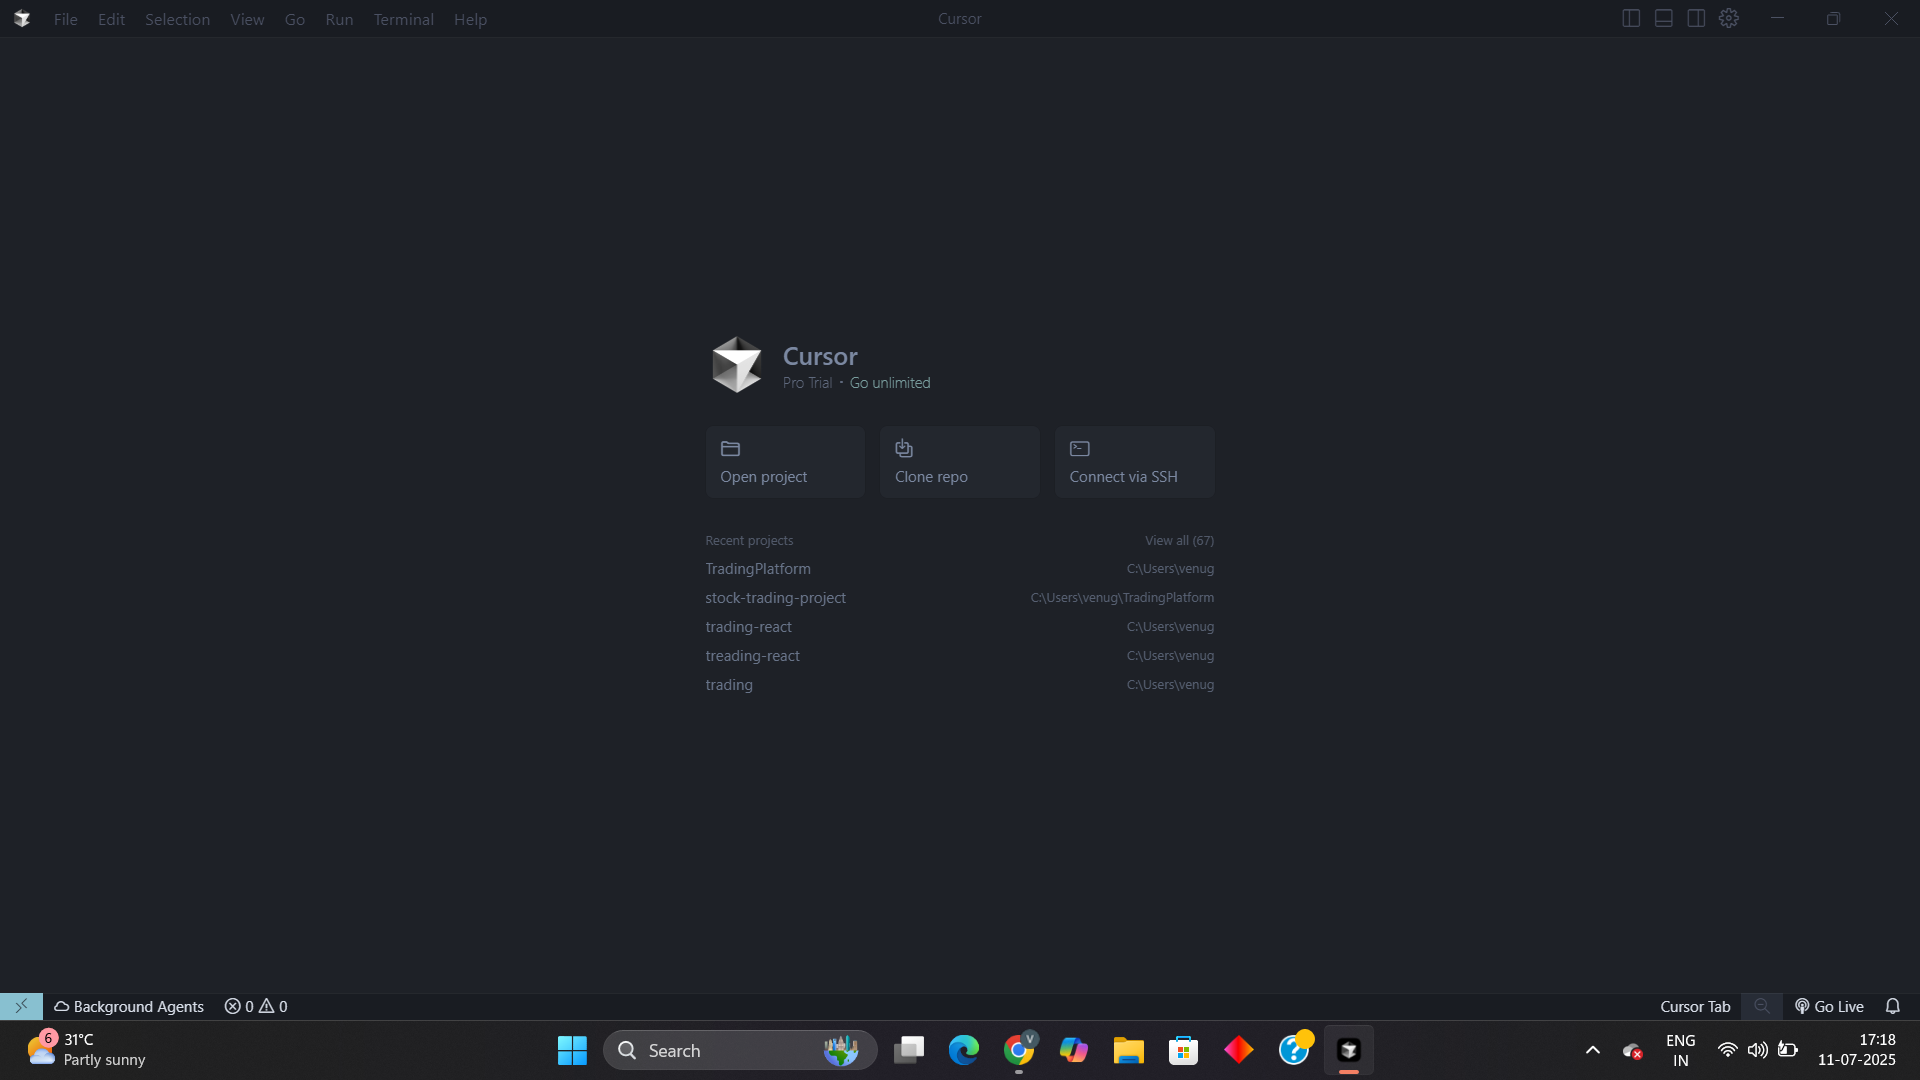 File Edit Selection View Go Run Terminal Help
Cursor
Cursor
Pro Trial · Go unlimited
Open project
Clone repo
Connect via SSH
Recent projects
View all (67)
TradingPlatform
C:\Users\venug
stock-trading-project
C:\Users\venug\TradingPlatform
trading-react
C:\Users\venug
treading-react
C:\Users\venug
trading
C:\Users\venug
Background Agents
0
0
Cursor Tab
Go Live
6
31°C
Partly sunny
Search
V
ENG
IN
17:18
11-07-2025